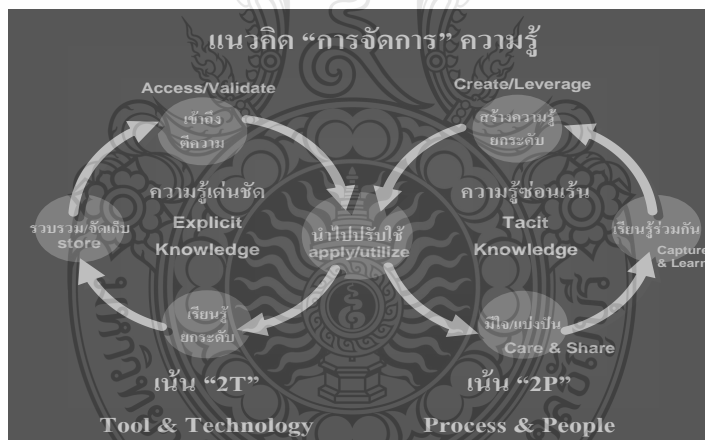 แนวคิด “การจัดการ” ความรู้
Access/Validate
เข้าถึง
ตีความ
Create/Leverage
สร้างความรู้
ยกระดับ
ความรู้เด่นชัด
Explicit
Knowledge
ความรู้ซ่อนเร้น
Tacit
Knowledge
รวบรวม/จัดเก็บ
store
นำไปปรับใช้
apply/utilize
เรียนรู้ร่วมกัน
Capture
& Learn
เรียนรู้
ยกระดับ
มีใจ/แบ่งปัน
Care & Share
เน้น “2T”
เน้น “2P”
Tool & Technology
Process & People